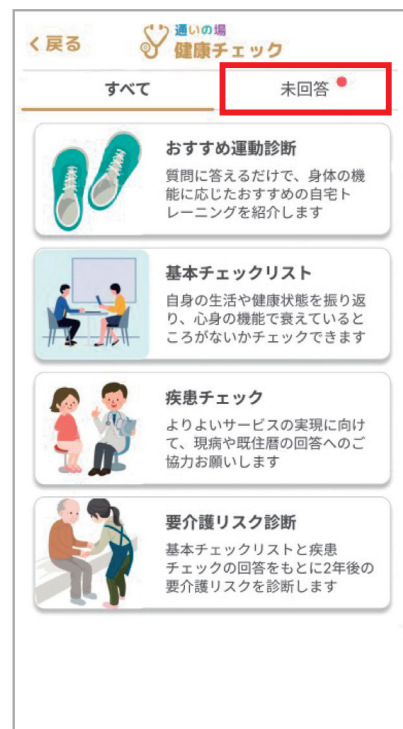 < 戻る
通いの場
健康チェック
すべて
未回答
おすすめ運動診断
質問に答えるだけで、身体の機
能に応じたおすすめの自宅ト
レーニングを紹介します
基本チェックリスト
自身の生活や健康状態を振り返
り、心身の機能で衰えていると
ころがないかチェックできます
疾患チェック
よりよいサービスの実現に向け
て、現病や既往暦の回答へのご
協力お願いします
要介護リスク診断
基本チェックリストと疾患
チェックの回答をもとに2年後の
要介護リスクを診断します